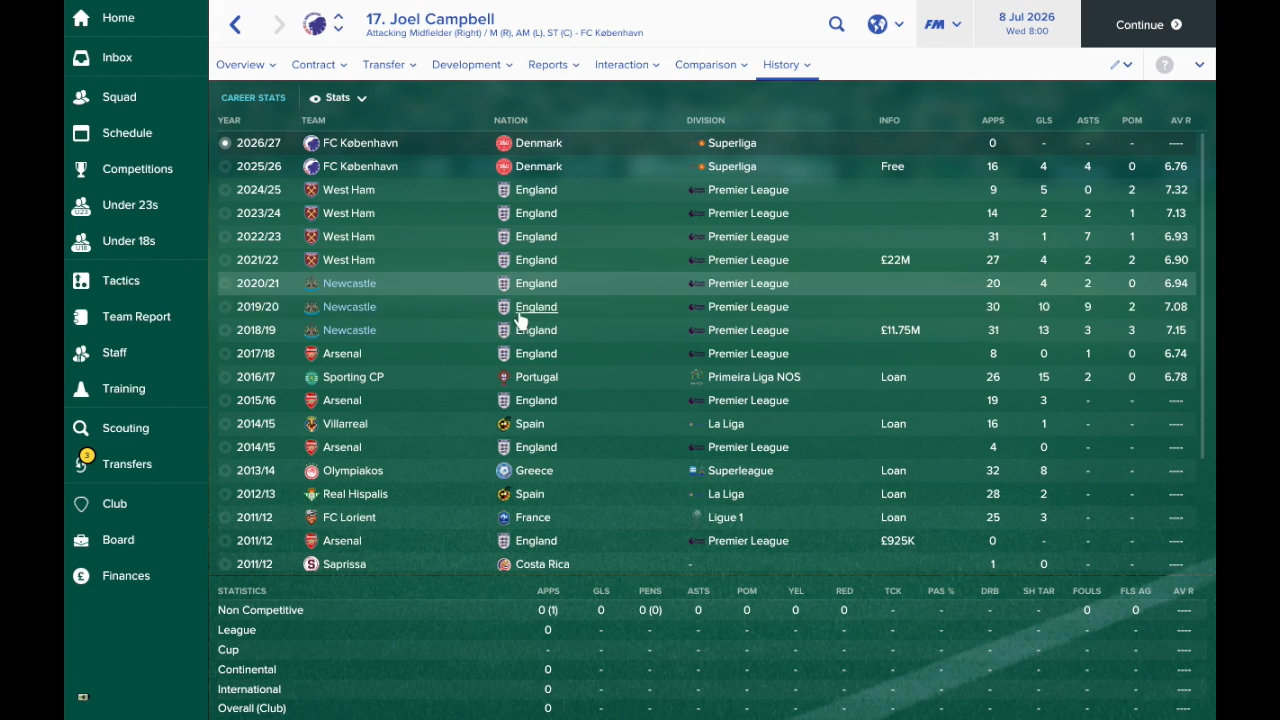 Home
Inbox
Squad
Schedule
Competitions
Under 23s
U23
Under 18s
U18
Tactics
Team Report
Staff
Training
Scouting
3
Transfers
Club
Board
Finances
17. Joel Campbell
Attacking Midfielder (Right) / M (R), AM (L), ST (C) - FC København
FM
8 Jul 2026
Wed 8:00
Continue
Overview Contract Transfer Development Reports Interaction Comparison History ?
CAREER STATS Stats
YEAR TEAM NATION DIVISION INFO APPS GLS ASTS POM AV R
2026/27 FC København Denmark Superliga 0 - - - ----
2025/26 FC København Denmark Superliga Free 16 4 4 0 6.76
2024/25 West Ham England Premier League 9 5 0 2 7.32
2023/24 West Ham England Premier League 14 2 2 1 7.13
2022/23 West Ham England Premier League 31 1 7 1 6.93
2021/22 West Ham England Premier League £22M 27 4 2 2 6.90
2020/21 Newcastle England Premier League 20 4 2 0 6.94
2019/20 Newcastle England Premier League 30 10 9 2 7.08
2018/19 Newcastle England Premier League £11.75M 31 13 3 3 7.15
2017/18 Arsenal England Premier League 8 0 1 0 6.74
2016/17 Sporting CP Portugal Primeira Liga NOS Loan 26 15 2 0 6.78
2015/16 Arsenal England Premier League 19 3 - - ----
2014/15 Villarreal Spain La Liga Loan 16 1 - - ----
2014/15 Arsenal England Premier League 4 0 - - ----
2013/14 Olympiakos Greece Superleague Loan 32 8 - - ----
2012/13 Real Hispalis Spain La Liga Loan 28 2 - - ----
2011/12 FC Lorient France Ligue 1 Loan 25 3 - - ----
2011/12 Arsenal England Premier League £925K 0 - - - ----
2011/12 Saprissa Costa Rica - 1 0 - - ----
STATISTICS APPS GLS PENS ASTS POM YEL RED TCK PAS % DRB SH TAR FOULS FLS AG AV R
Non Competitive 0 (1) 0 0 (0) 0 0 0 0 - - - - 0 0 ----
League 0 - - - - - - - - - - - - ----
Cup - - - - - - - - - - - - - ----
Continental 0 - - - - - - - - - - - - ----
International 0 - - - - - - - - - - - - ----
Overall (Club) 0 - - - - - - - - - - - - ----